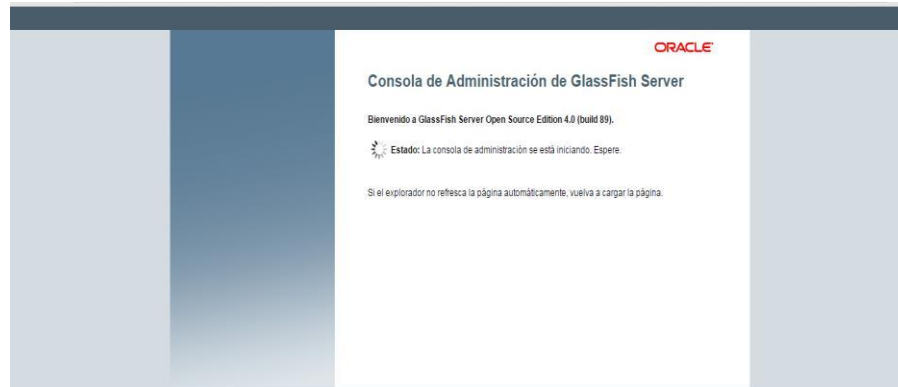 ORACLE
Consola de Administración de GlassFish Server
Bienvenido a GlassFish Server Open Source Edition 4.0 (build 89).
Estado: La consola de administración se está iniciando. Espere.
Si el explorador no refresca la página automáticamente, vuelva a cargar la página.